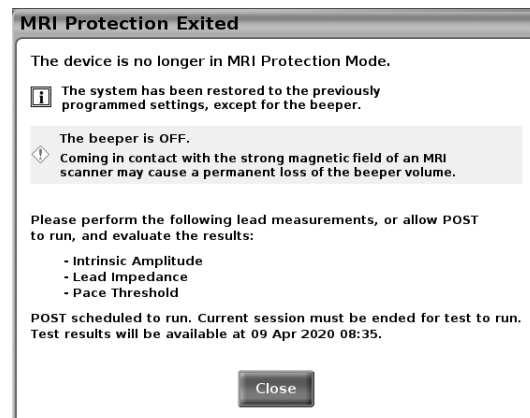 MRI Protection Exited
The device is no longer in MRI Protection Mode.
The system has been restored to the previously
programmed settings, except for the beeper.
The beeper is OFF.
Coming in contact with the strong magnetic field of an MRI
scanner may cause a permanent loss of the beeper volume.
Please perform the following lead measurements, or allow POST
to run, and evaluate the results:
- Intrinsic Amplitude
- Lead Impedance
- Pace Threshold
POST scheduled to run. Current session must be ended for test to run.
Test results will be available at 09 Apr 2020 08:35.
Close